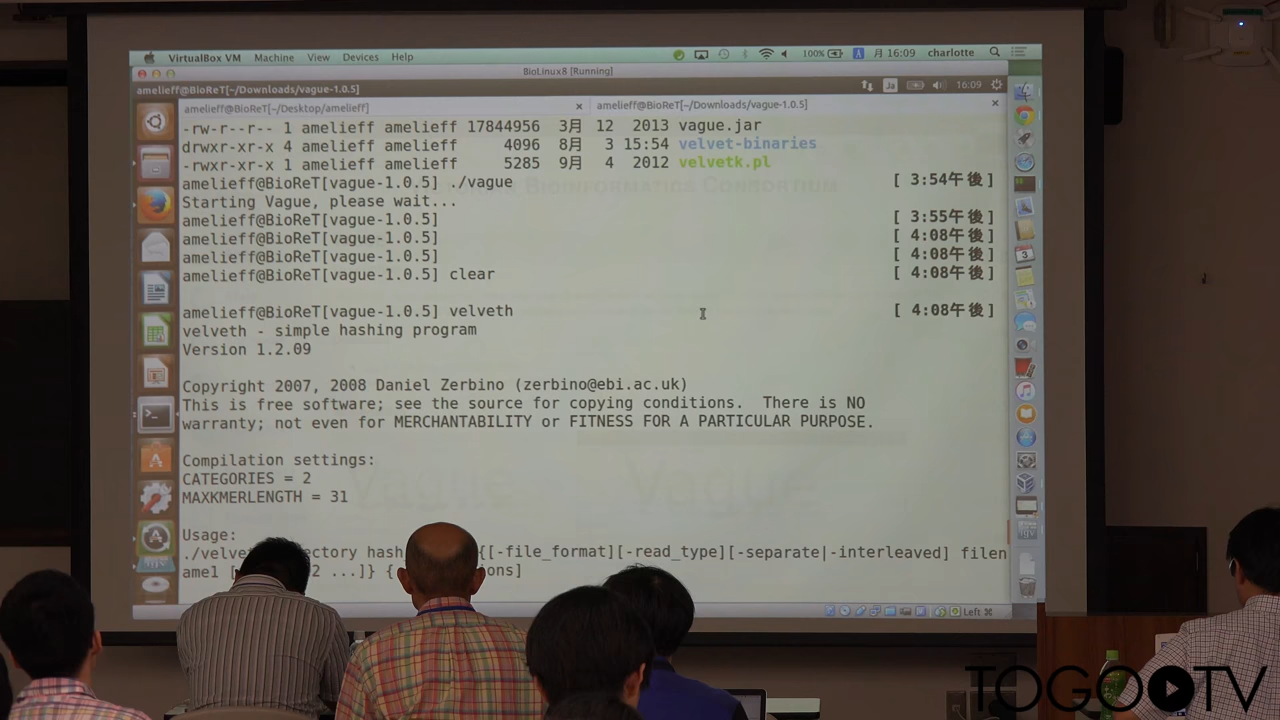 VirtualBox VM Machine View Devices Help 100% A 月 16:09 charlotte
BioLinux8 [Running]
amelieff@BioReT[~/Downloads/vague-1.0.5] Ja 16:09
amelieff@BioReT[~/Desktop/amelieff] × amelieff@BioReT[~/Downloads/vague-1.0.5] ×
-rw-r--r-- 1 amelieff amelieff 17844956 3月 12 2013 vague.jar
drwxr-xr-x 4 amelieff amelieff 4096 8月 3 15:54 velvet-binaries
-rwxr-xr-x 1 amelieff amelieff 5285 9月 4 2012 velvetk.pl
amelieff@BioReT[vague-1.0.5] ./vague [ 3:54午後]
Starting Vague, please wait...
amelieff@BioReT[vague-1.0.5] [ 3:55午後]
amelieff@BioReT[vague-1.0.5] [ 4:08午後]
amelieff@BioReT[vague-1.0.5] [ 4:08午後]
amelieff@BioReT[vague-1.0.5] clear [ 4:08午後]
amelieff@BioReT[vague-1.0.5] velveth [ 4:08午後]
velveth - simple hashing program
Version 1.2.09
Copyright 2007, 2008 Daniel Zerbino (zerbino@ebi.ac.uk)
This is free software; see the source for copying conditions. There is NO
warranty; not even for MERCHANTABILITY or FITNESS FOR A PARTICULAR PURPOSE.
Compilation settings:
CATEGORIES = 2
MAXKMERLENGTH = 31
Usage:
./velve ectory hash {[-file_format][-read_type][-separate|-interleaved] filen
ame1 [ 2 ...]} { ions]
Left ⌘
TOGOTV